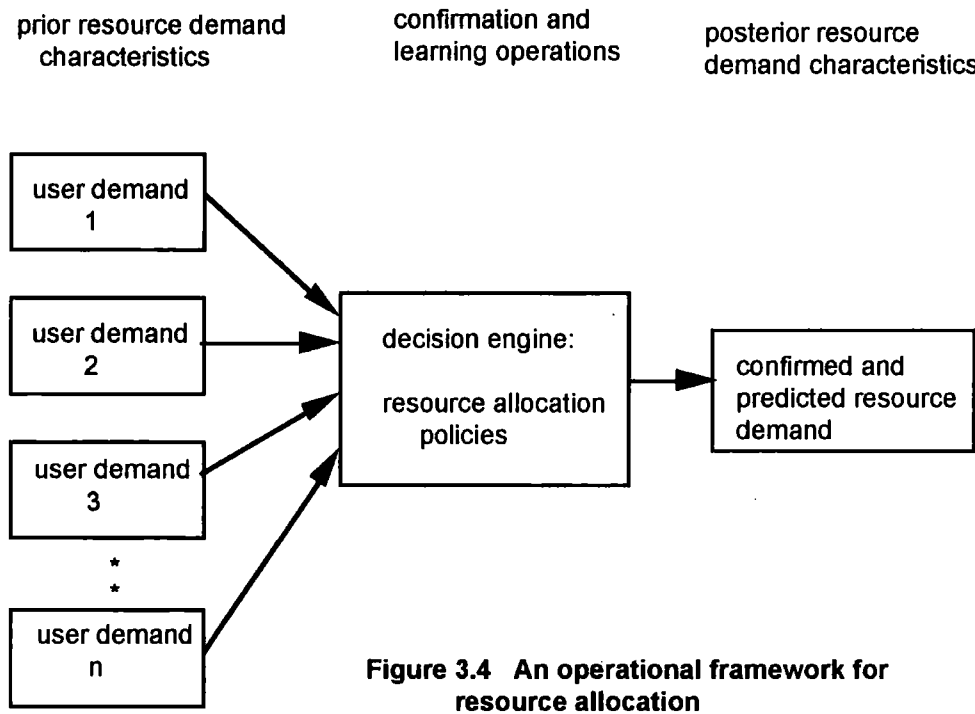 prior resource demand
characteristics
confirmation and
learning operations
posterior resource
demand characteristics
user demand
1
user demand
2
user demand
3
*
*
user demand
n
decision engine:
resource allocation
policies
confirmed and
predicted resource
demand
Figure 3.4 An operational framework for
resource allocation